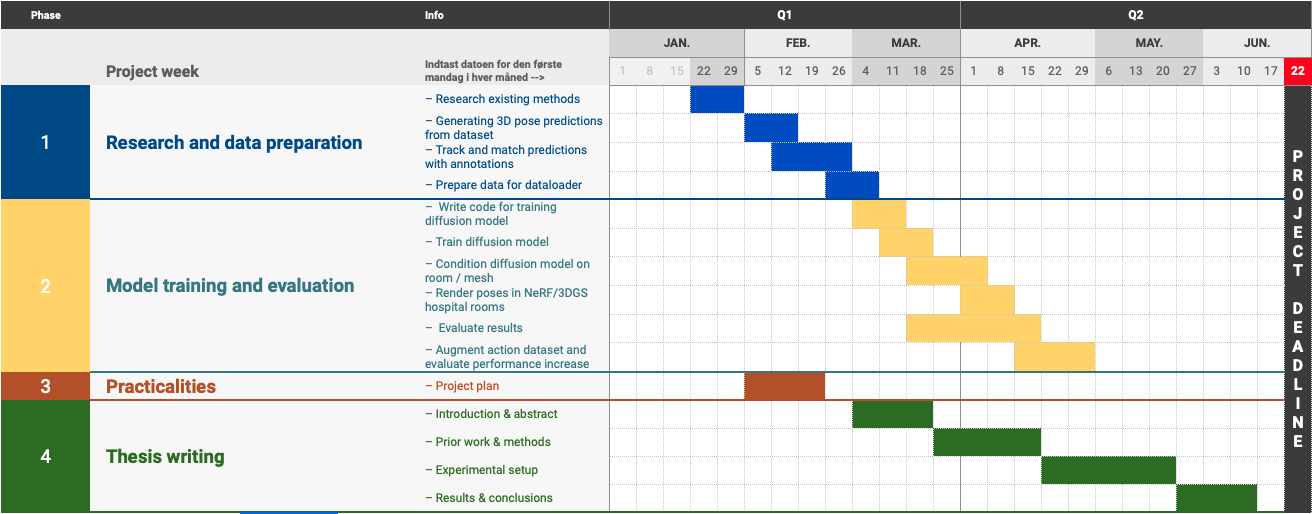 Phase Info Q1 Q2
JAN. FEB. MAR. APR. MAY. JUN.
Project week
Indtast datoen for den første
mandag i hver måned -->
1 8 15 22 29 5 12 19 26 4 11 18 25 1 8 15 22 29 6 13 20 27 3 10 17 22
1
Research and data preparation
– Research existing methods
– Generating 3D pose predictions
from dataset
– Track and match predictions
with annotations
– Prepare data for dataloader
2
Model training and evaluation
– Write code for training
diffusion model
– Train diffusion model
– Condition diffusion model on
room / mesh
– Render poses in NeRF/3DGS
hospital rooms
– Evaluate results
– Augment action dataset and
evaluate performance increase
3
Practicalities
– Project plan
4
Thesis writing
– Introduction & abstract
– Prior work & methods
– Experimental setup
– Results & conclusions
PROJECT DEADLINE